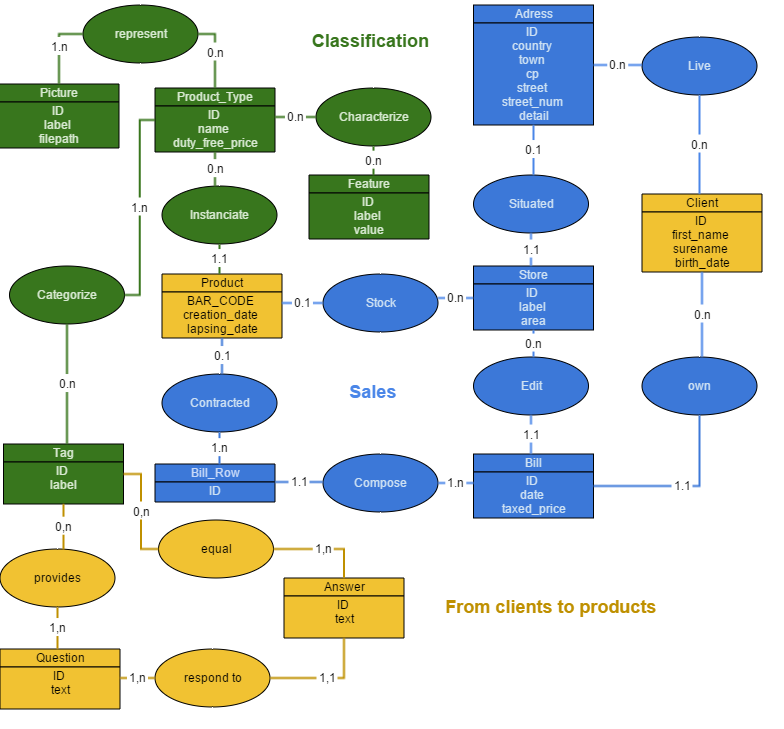 Adress
ID
country
town
cp
street
street_num
detail
represent
Classification
1.n
0.n
0.n
Live
Picture
ID
label
filepath
Product_Type
ID
name
duty_free_price
0.n
Characterize
0.n
0.1
0.n
0.n
Feature
ID
label
value
1.n
Instanciate
Situated
Client
ID
first_name
surename
birth_date
1.1
1.1
Categorize
Product
BAR_CODE
creation_date
lapsing_date
0.1
Stock
0.n
Store
ID
label
area
0.n
0.n
0.1
0.n
Contracted
Sales
Edit
own
1.n
1.1
Tag
ID
label
Bill_Row
ID
1.1
Compose
1.n
Bill
ID
date
taxed_price
1.1
0,n
0,n
equal
1,n
provides
Answer
ID
text
From clients to products
1,n
Question
ID
text
1,n
respond to
1,1